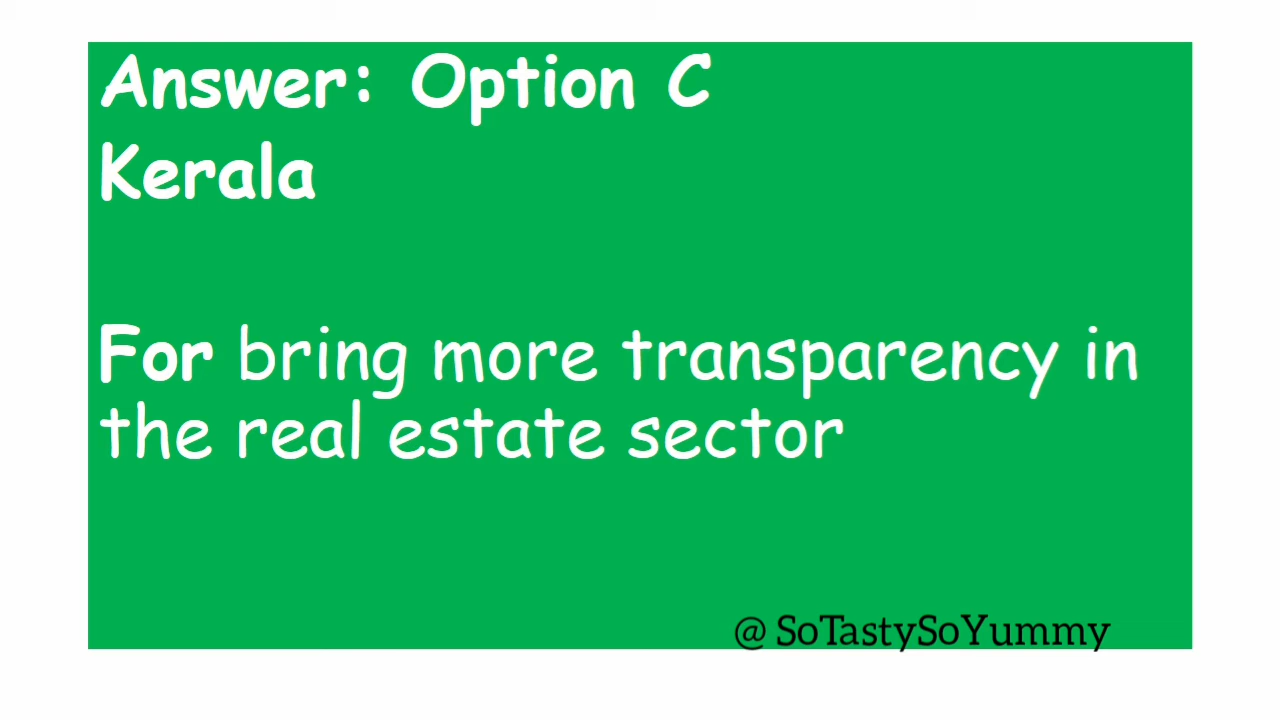 Answer: Option C
Kerala
For bring more transparency in
the real estate sector
@ SoTastySoYummy